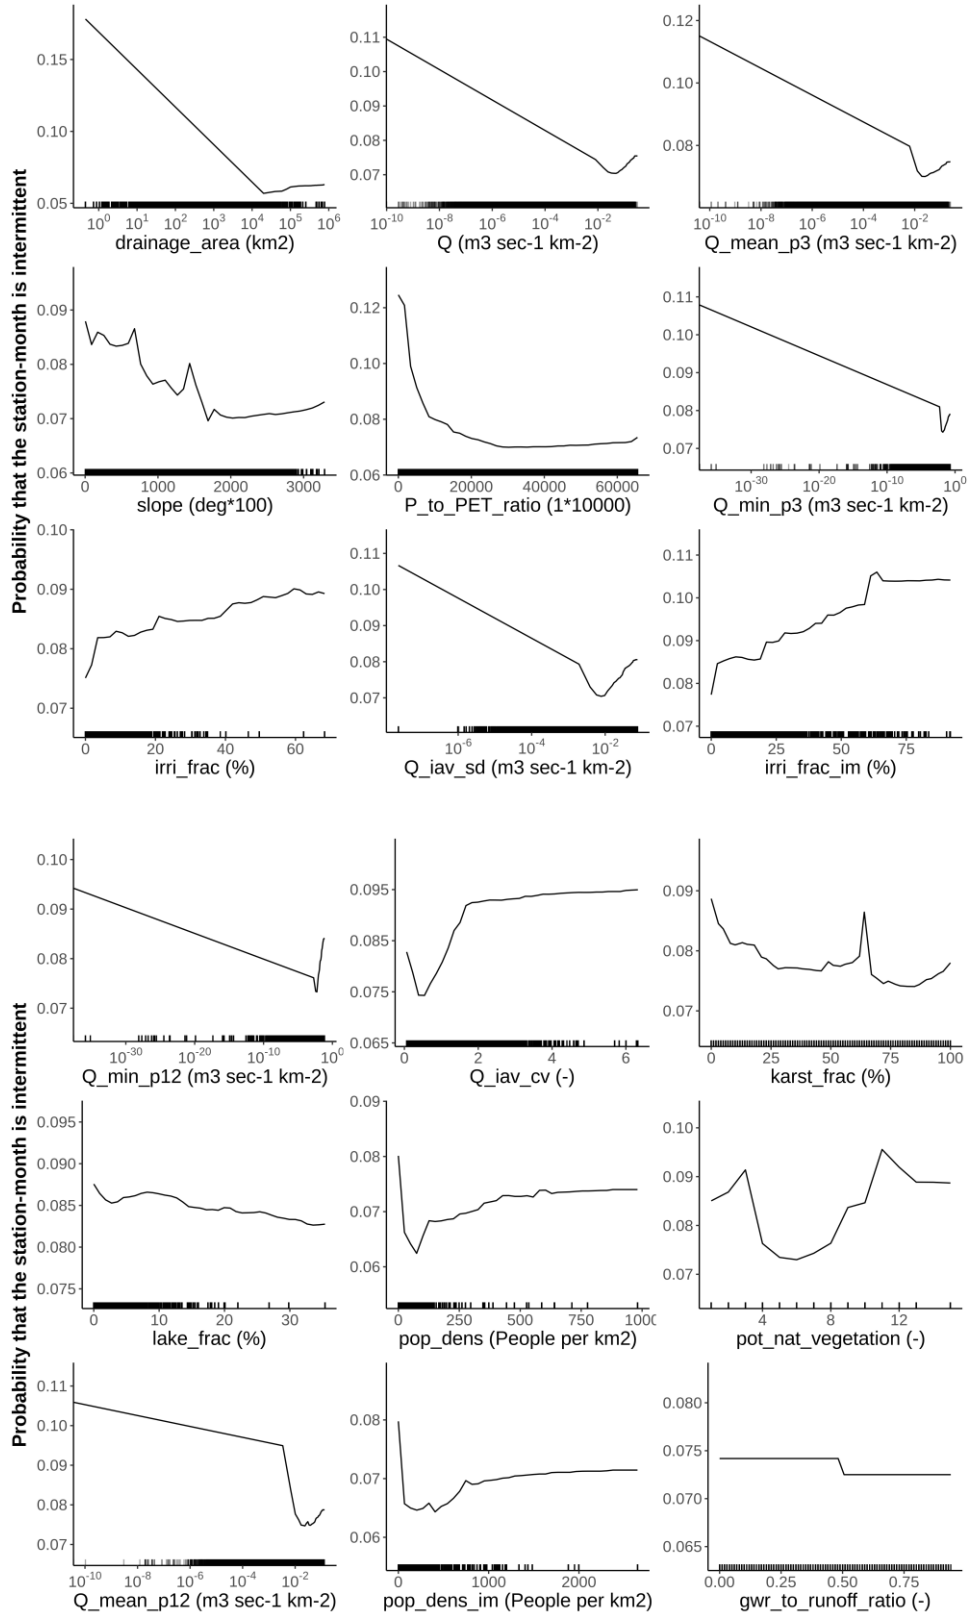 Probability that the station-month is intermittent
0.15
0.10
0.05
10^0 10^1 10^2 10^3 10^4 10^5 10^6
drainage_area (km2)
0.11
0.10
0.09
0.08
0.07
10^-10 10^-8 10^-6 10^-4 10^-2
Q (m3 sec-1 km-2)
0.12
0.10
0.08
10^-10 10^-8 10^-6 10^-4 10^-2
Q_mean_p3 (m3 sec-1 km-2)
0.09
0.08
0.07
0.06
0 1000 2000 3000
slope (deg*100)
0.12
0.10
0.08
0.06
0 20000 40000 60000
P_to_PET_ratio (1*10000)
0.11
0.10
0.09
0.08
0.07
10^-30 10^-20 10^-10 10^0
Q_min_p3 (m3 sec-1 km-2)
0.10
0.09
0.08
0.07
0 20 40 60
irri_frac (%)
0.11
0.10
0.09
0.08
0.07
10^-6 10^-4 10^-2
Q_iav_sd (m3 sec-1 km-2)
0.11
0.10
0.09
0.08
0.07
0 25 50 75
irri_frac_im (%)
Probability that the station-month is intermittent
0.10
0.09
0.08
0.07
10^-30 10^-20 10^-10 10^0
Q_min_p12 (m3 sec-1 km-2)
0.095
0.085
0.075
0.065
0 2 4 6
Q_iav_cv (-)
0.09
0.08
0.07
0 25 50 75 100
karst_frac (%)
0.095
0.090
0.085
0.080
0.075
0 10 20 30
lake_frac (%)
0.09
0.08
0.07
0.06
0 250 500 750 1000
pop_dens (People per km2)
0.10
0.09
0.08
0.07
4 8 12
pot_nat_vegetation (-)
0.11
0.10
0.09
0.08
0.07
10^-10 10^-8 10^-6 10^-4 10^-2
Q_mean_p12 (m3 sec-1 km-2)
0.08
0.07
0.06
0 1000 2000
pop_dens_im (People per km2)
0.080
0.075
0.070
0.065
0.00 0.25 0.50 0.75
gwr_to_runoff_ratio (-)